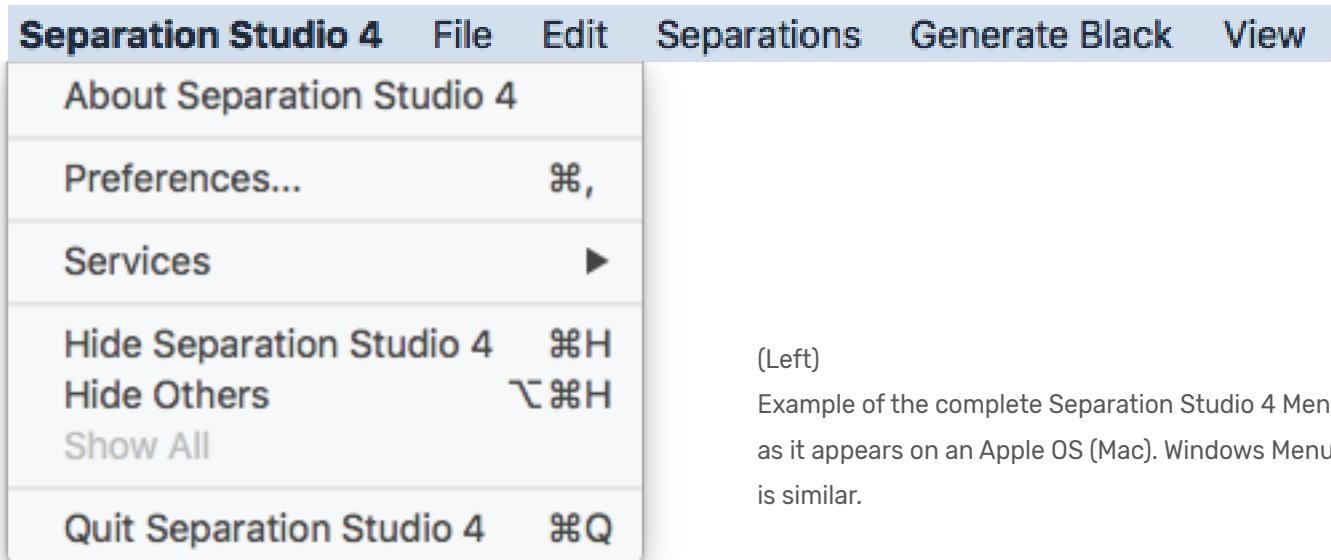 Separation Studio 4 File Edit Separations Generate Black View
About Separation Studio 4
Preferences... ⌘,
Services ▶
Hide Separation Studio 4 ⌘H
Hide Others ⌥⌘H
Show All
Quit Separation Studio 4 ⌘Q
(Left)
Example of the complete Separation Studio 4 Men
as it appears on an Apple OS (Mac). Windows Menu
is similar.